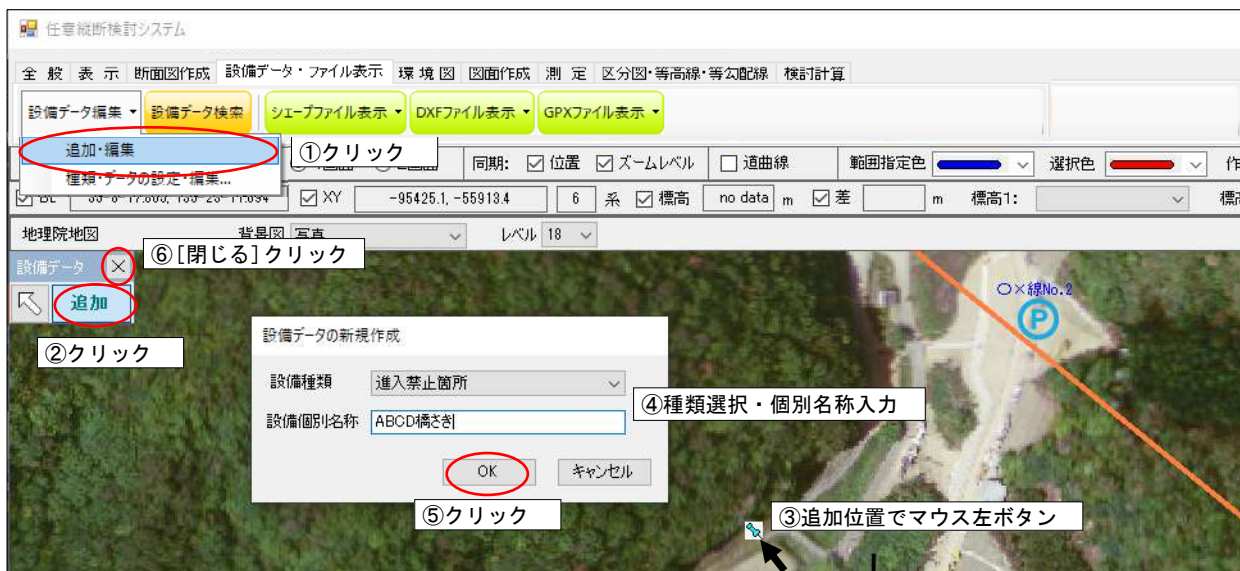 任意縦断検討システム
全 般 表 示 断面図作成 設備データ・ファイル表示 環 境 図 図面作成 測 定 区分図・等高線・等勾配線 検討計算
設備データ編集 設備データ検索 シェープファイル表示 DXFファイル表示 GPXファイル表示
追加・編集
①クリック
同期: 位置 ズームレベル 道曲線 範囲指定色 選択色
種類・データの設定・編集...
XY -95425.1, -55913.4 6 系 標高 no data m 差 m 標高1:
地理院地図 背景図 写真 レベル 18
⑥[閉じる]クリック
設備データ
追加
②クリック
○×線No.2
P
設備データの新規作成
設備種類 進入禁止箇所
④種類選択・個別名称入力
設備個別名称 ABCD橋さき
OK キャンセル
⑤クリック
③追加位置でマウス左ボタン